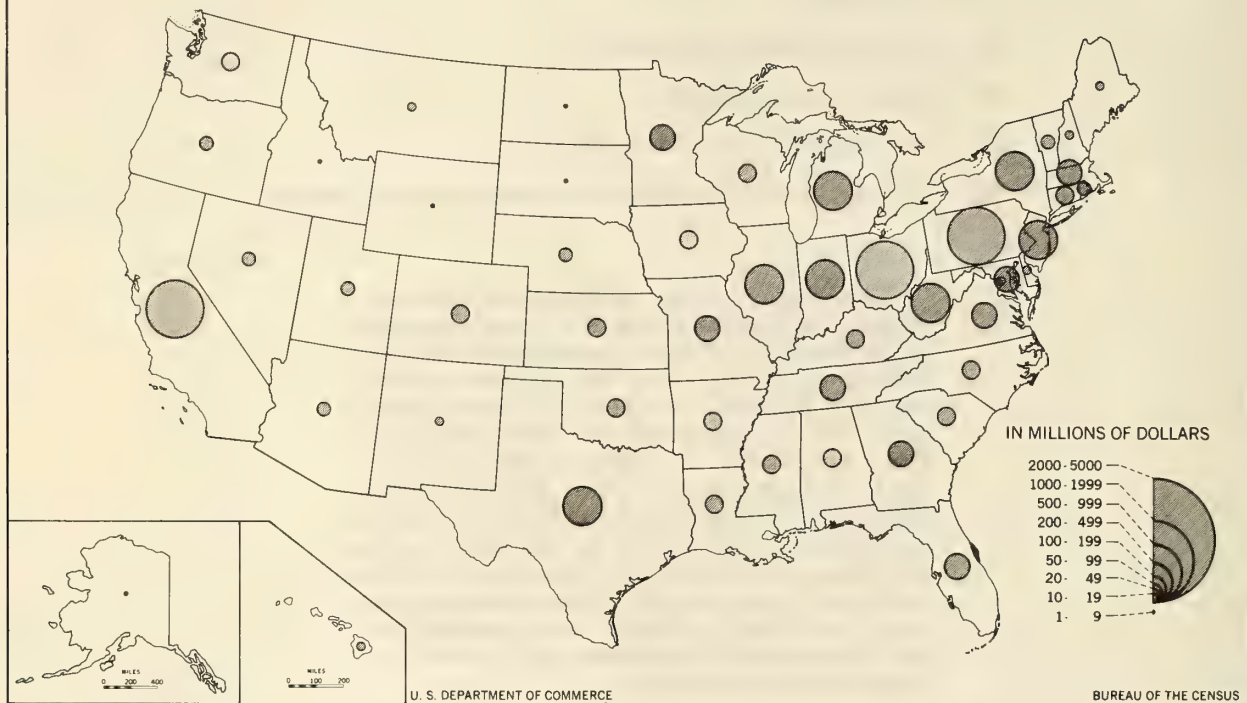 IN MILLIONS OF DOLLARS
2000 - 5000
1000 - 1999
500 - 999
200 - 499
100 - 199
50 - 99
20 - 49
10 - 19
1 - 9
MILES
0 200 400
MILES
0 100 200
U. S. DEPARTMENT OF COMMERCE
BUREAU OF THE CENSUS